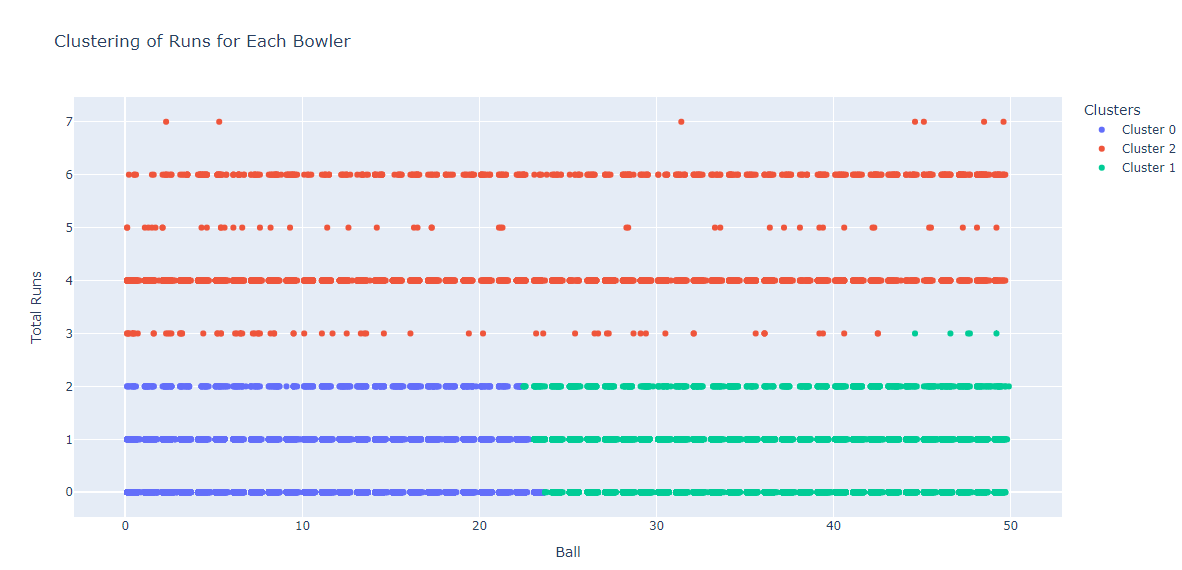 Clustering of Runs for Each Bowler
Clusters
Cluster 0
Cluster 2
Cluster 1
Total Runs
7
6
5
4
3
2
1
0
0 10 20 30 40 50
Ball